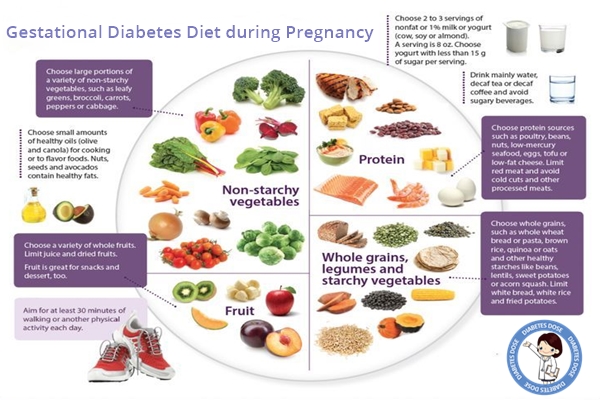 Gestational Diabetes Diet during Pregnancy
Choose 2 to 3 servings of
nonfat or 1% milk or yogurt
(cow, soy or almond).
A serving is 8 oz. Choose
yogurt with less than 15 g
of sugar per serving.
Drink mainly water,
decaf tea or decaf
coffee and avoid
sugary beverages.
Choose large portions of
a variety of non-starchy
vegetables, such as leafy
greens, broccoli, carrots,
peppers or cabbage.
Choose small amounts
of healthy oils (olive
and canola) for cooking
or to flavor foods. Nuts,
seeds and avocados
contain healthy fats.
Non-starchy
vegetables
Protein
Choose protein sources
such as poultry, beans,
nuts, low-mercury
seafood, eggs, tofu or
low-fat cheese. Limit
red meat and avoid
cold cuts and other
processed meats.
Choose a variety of whole fruits.
Limit juice and dried fruits.
Fruit is great for snacks and
dessert, too.
Fruit
Whole grains,
legumes and
starchy vegetables
Choose whole grains,
such as whole wheat
bread or pasta, brown
rice, quinoa or oats
and other healthy
starches like beans,
lentils, sweet potatoes
or acorn squash. Limit
white bread, white rice
and fried potatoes.
Aim for at least 30 minutes of
walking or another physical
activity each day.
DIABETES DOSE
DIABETES DOSE
DIABETES DOSE